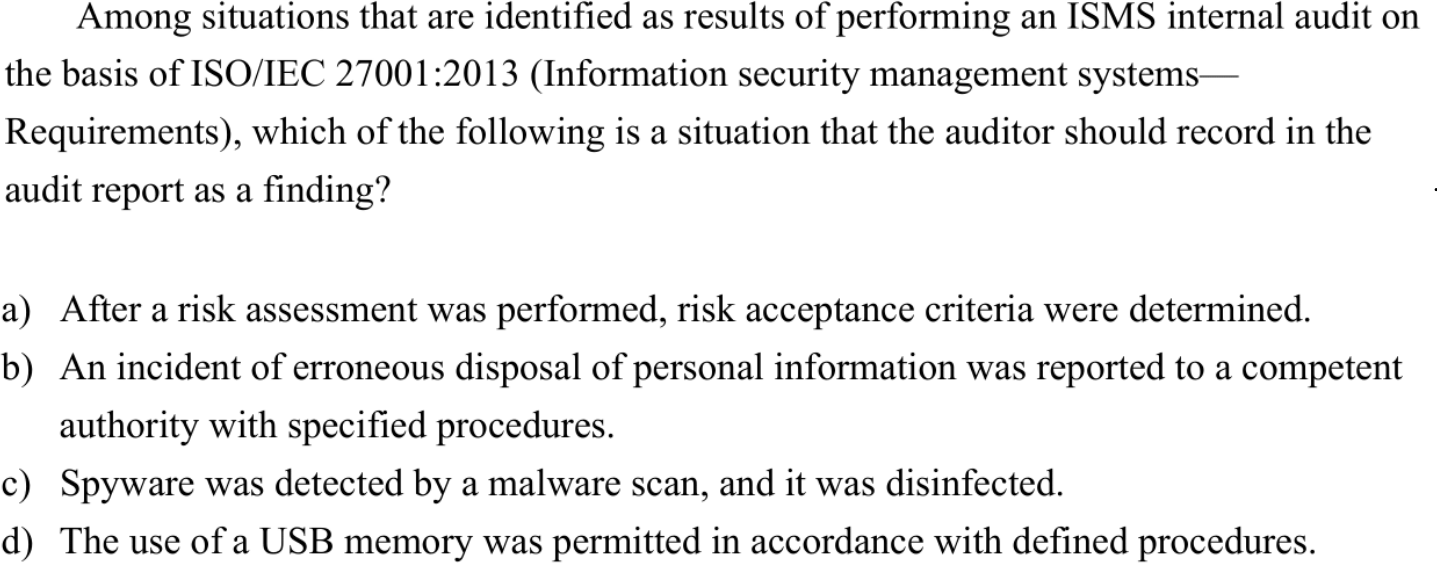 Among situations that are identified as results of performing an ISMS internal audit on
the basis of ISO/IEC 27001:2013 (Information security management systems—
Requirements), which of the following is a situation that the auditor should record in the
audit report as a finding?
a) After a risk assessment was performed, risk acceptance criteria were determined.
b) An incident of erroneous disposal of personal information was reported to a competent
authority with specified procedures.
c) Spyware was detected by a malware scan, and it was disinfected.
d) The use of a USB memory was permitted in accordance with defined procedures.